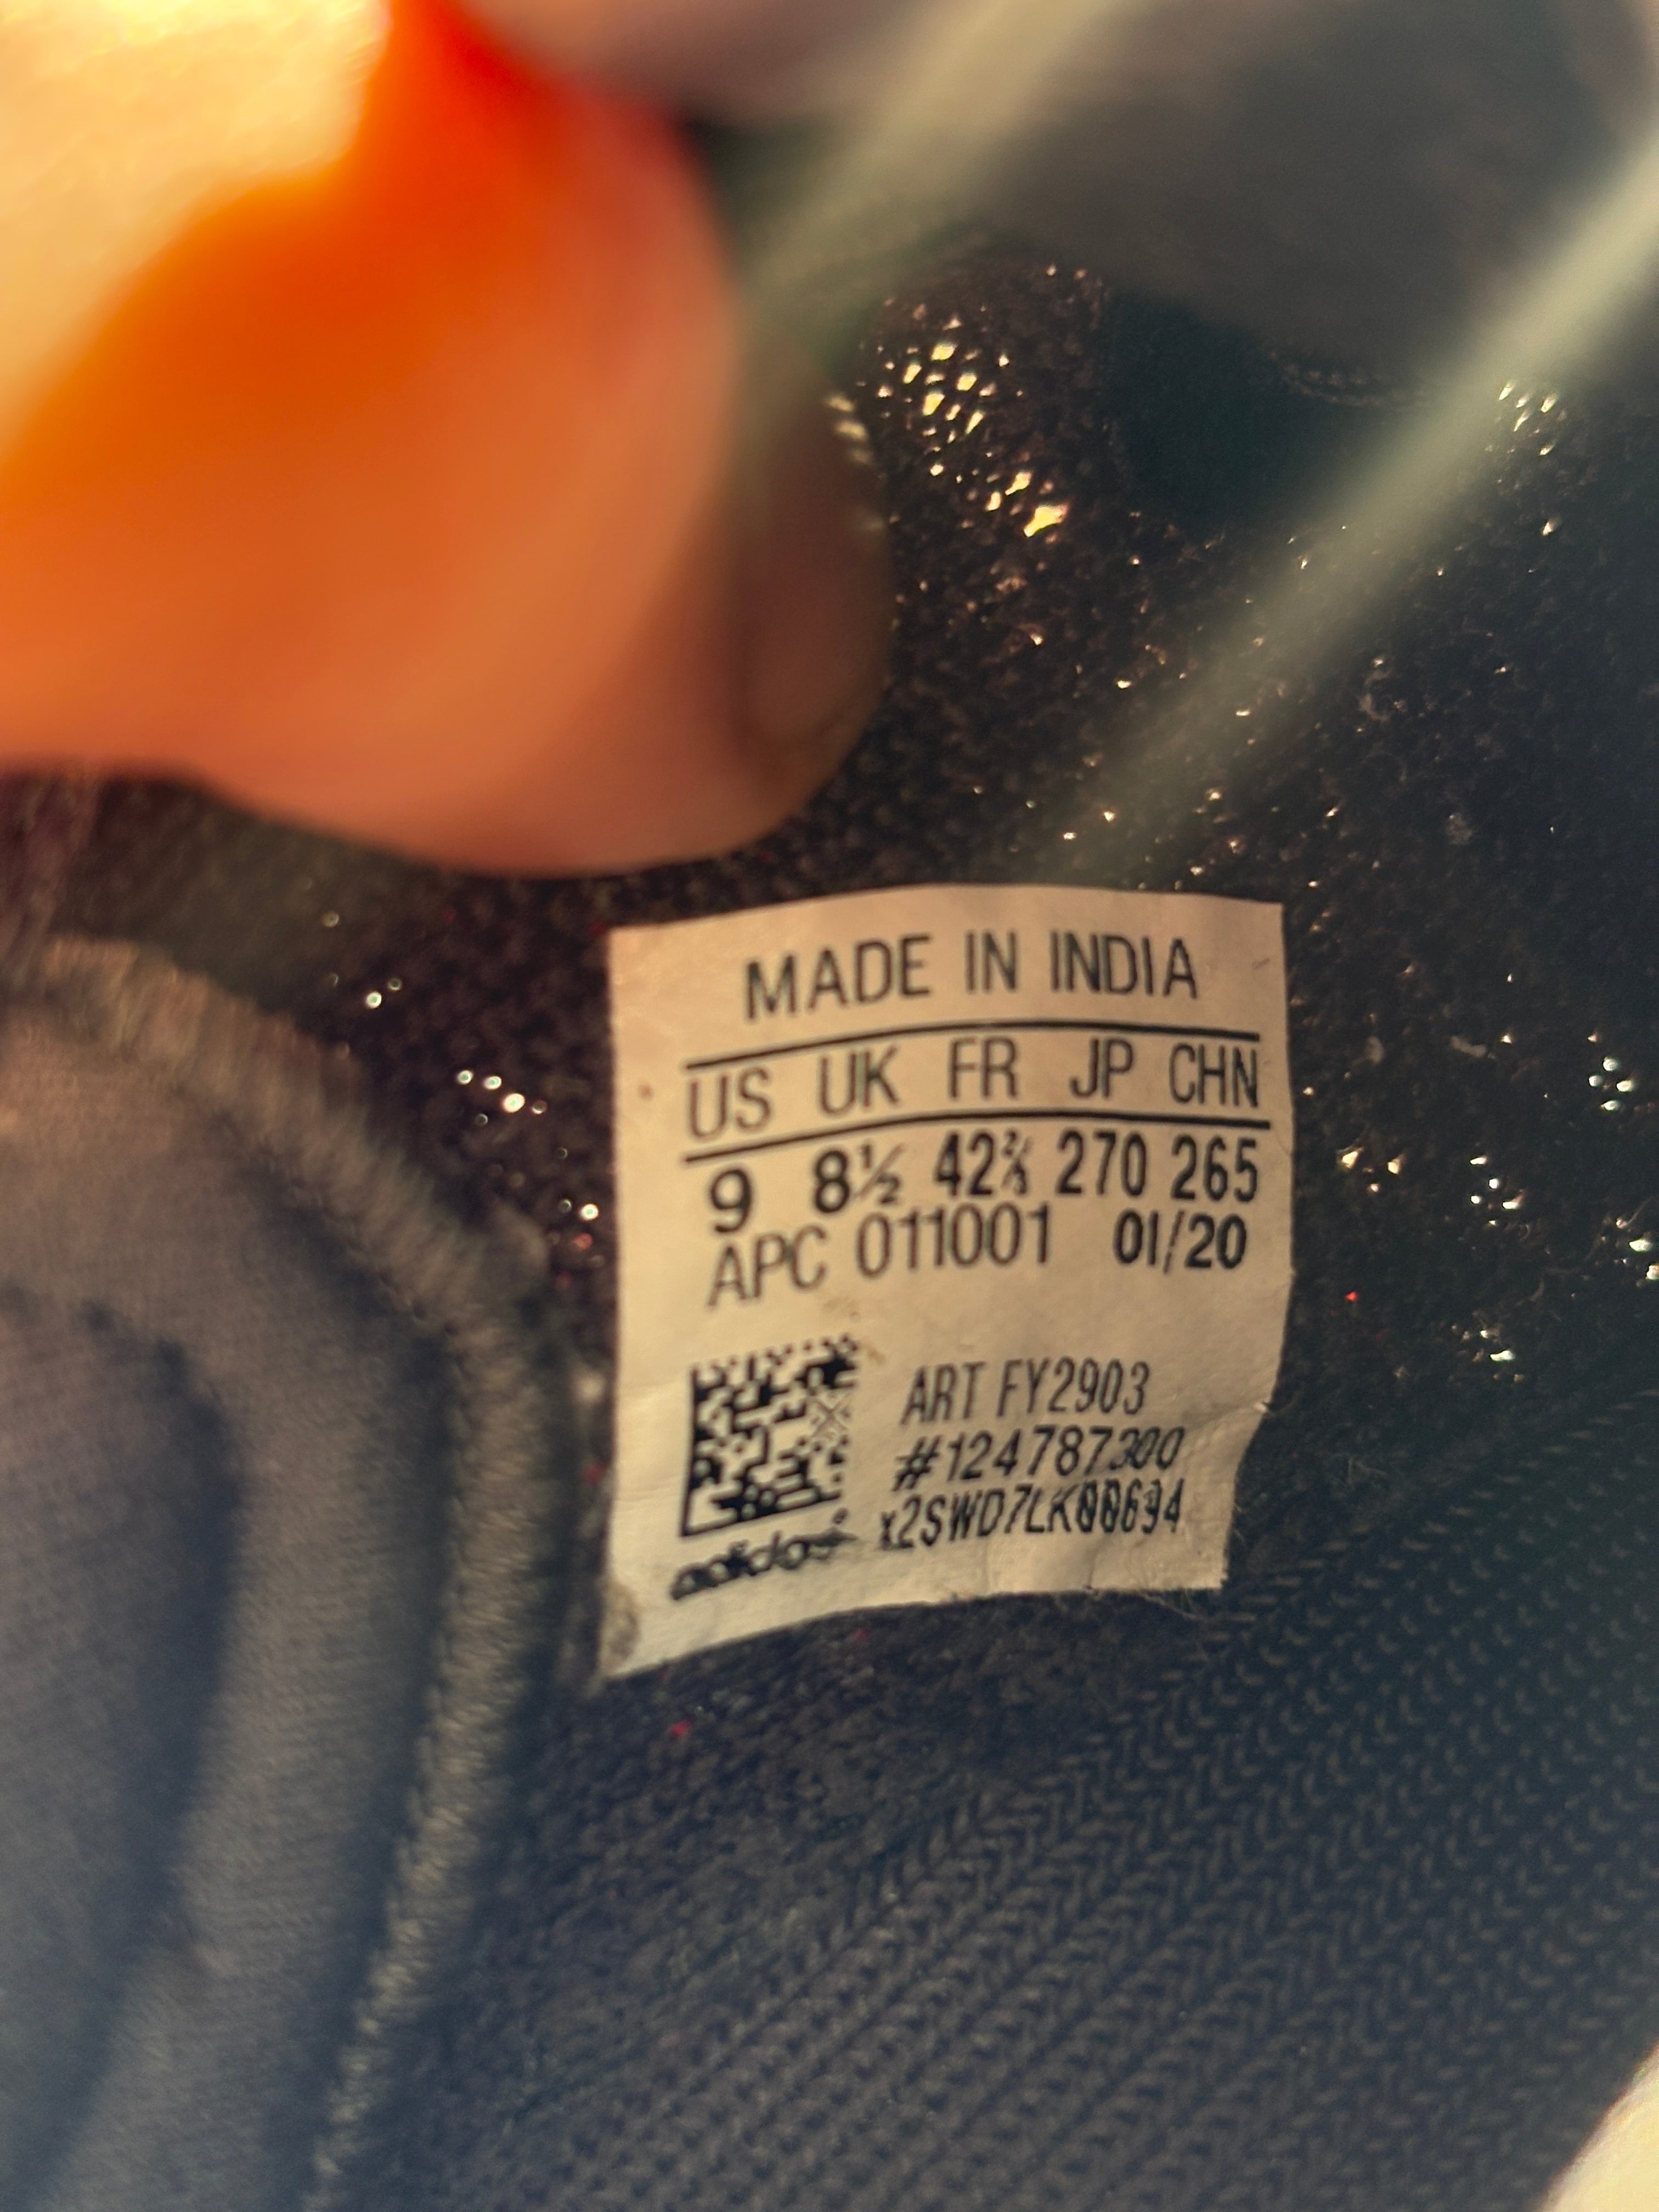 MADE IN INDIA
US UK FR JP CHN
9 8½ 42⅔ 270 265
APC 011001 01/20
ART FY2903
#124787300
x2SWD7LK00694
adidas